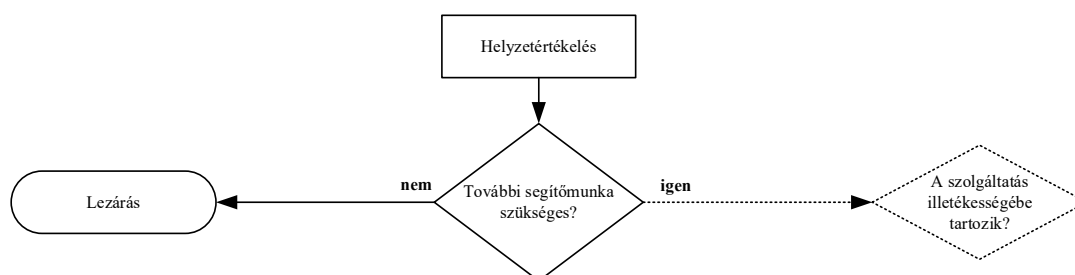 Helyzetértékelés
nem
További segítőmunka
szükséges?
igen
Lezárás
A szolgáltatás
illetékességébe
tartozik?